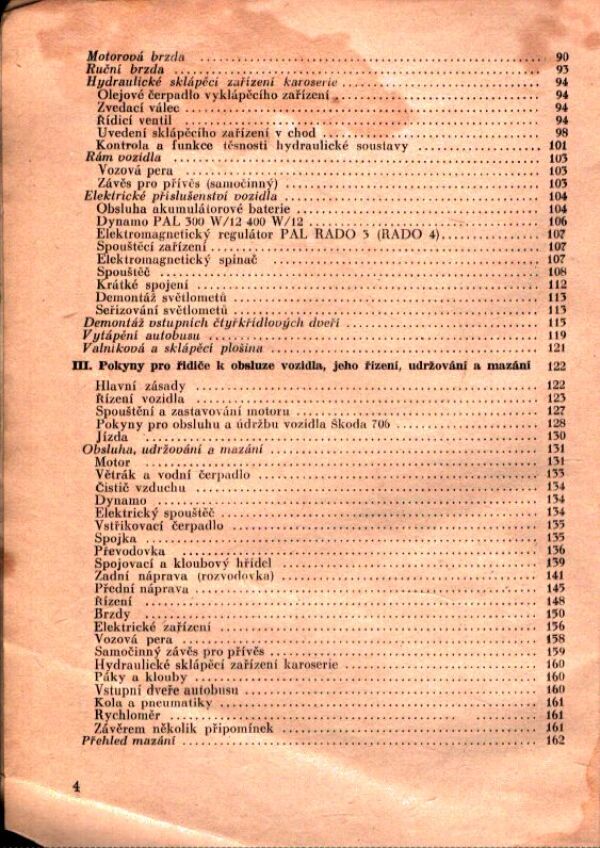 Motorová brzda 90
Ruční brzda 93
Hydraulické sklápěcí zařízení karoserie 94
Olejové čerpadlo vyklápěcího zařízení 94
Zvedací válec 94
Řídicí ventil 94
Uvedení sklápěcího zařízení v chod 98
Kontrola a funkce těsnosti hydraulické soustavy 101
Rám vozidla 103
Vozová pera 103
Závěs pro přívěs (samočinný) 103
Elektrické příslušenství vozidla 104
Obsluha akumulátorové baterie 104
Dynamo PAL 300 W/12 400 W/12 106
Elektromagnetický regulátor PAL RADO 3 (RADO 4) 107
Spouštěcí zařízení 107
Elektromagnetický spinač 107
Spouštěč 108
Krátké spojení 112
Demontáž světlometů 113
Seřizování světlometů 113
Demontáž vstupních čtyřkřídlových dveří 115
Vytápění autobusu 119
Valníková a sklápěcí plošina 121
III. Pokyny pro řidiče k obsluze vozidla, jeho řízení, udržování a mazání 122
Hlavní zásady 122
Řízení vozidla 123
Spouštění a zastavování motoru 127
Pokyny pro obsluhu a údržbu vozidla Škoda 706 128
Jízda 130
Obsluha, udržování a mazání 131
Motor 131
Větrák a vodní čerpadlo 133
Čistič vzduchu 134
Dynamo 134
Elektrický spouštěč 134
Vstřikovací čerpadlo 135
Spojka 135
Převodovka 136
Spojovací a kloubový hřídel 139
Zadní náprava (rozvodovka) 141
Přední náprava 145
Řízení 148
Brzdy 150
Elektrické zařízení 156
Vozová pera 158
Samočinný závěs pro přívěs 159
Hydraulické sklápěcí zařízení karoserie 160
Páky a klouby 160
Vstupní dveře autobusu 160
Kola a pneumatiky 161
Rychloměr 161
Závěrem několik připomínek 161
Přehled mazání 162
4